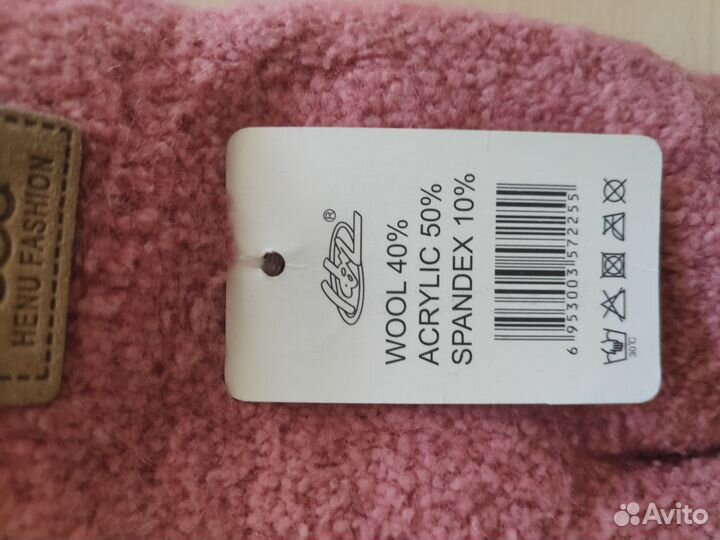 HENU FASHION
WOOL 40%
ACRYLIC 50%
SPANDEX 10%
6 953003 572255
30°C
®
Avito